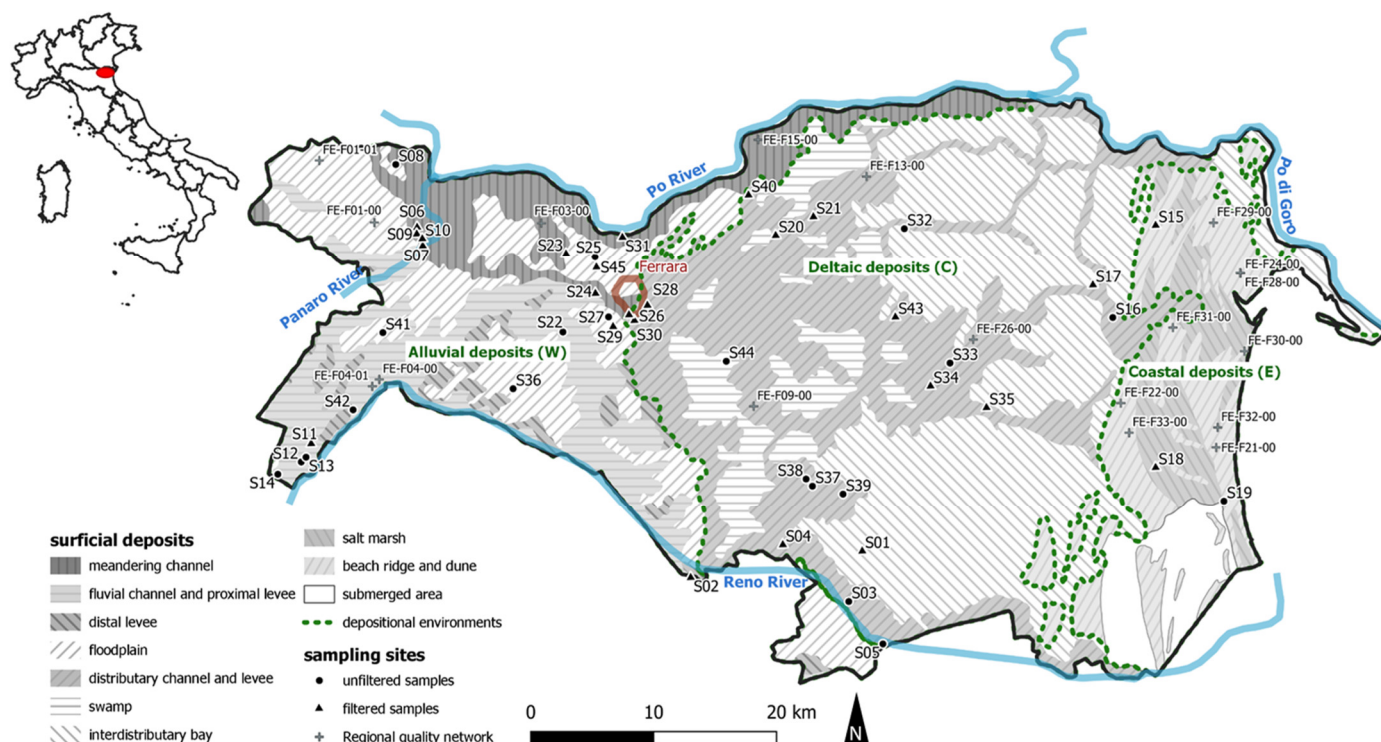 FE-F01-01
S08
FE-F15-00
Po River
FE-F13-00
S40
S06
FE-F01-00
FE-F03-00
S10
S09
S07
S23
S25
S31
S45
S20
S21
S32
S15
FE-F29-00
Po di Goro
Panaro River
Ferrara
Deltaic deposits (C)
FE-F24-00
FE-F28-00
S24
S28
S17
S41
S22
S27
S26
S29
S30
S43
S16
FE-F31-00
Alluvial deposits (W)
FE-F26-00
FE-F30-00
S44
S33
FE-F04-01
FE-F04-00
S36
S34
Coastal deposits (E)
S42
FE-F09-00
S35
FE-F22-00
FE-F33-00
FE-F32-00
FE-F21-00
S11
S12
S13
S14
S38
S37
S39
S18
S19
S04
S01
S02
Reno River
S03
S05
surficial deposits
meandering channel
fluvial channel and proximal levee
distal levee
floodplain
distributary channel and levee
swamp
interdistributary bay
salt marsh
beach ridge and dune
submerged area
depositional environments
sampling sites
unfiltered samples
filtered samples
Regional quality network
0 10 20 km
N